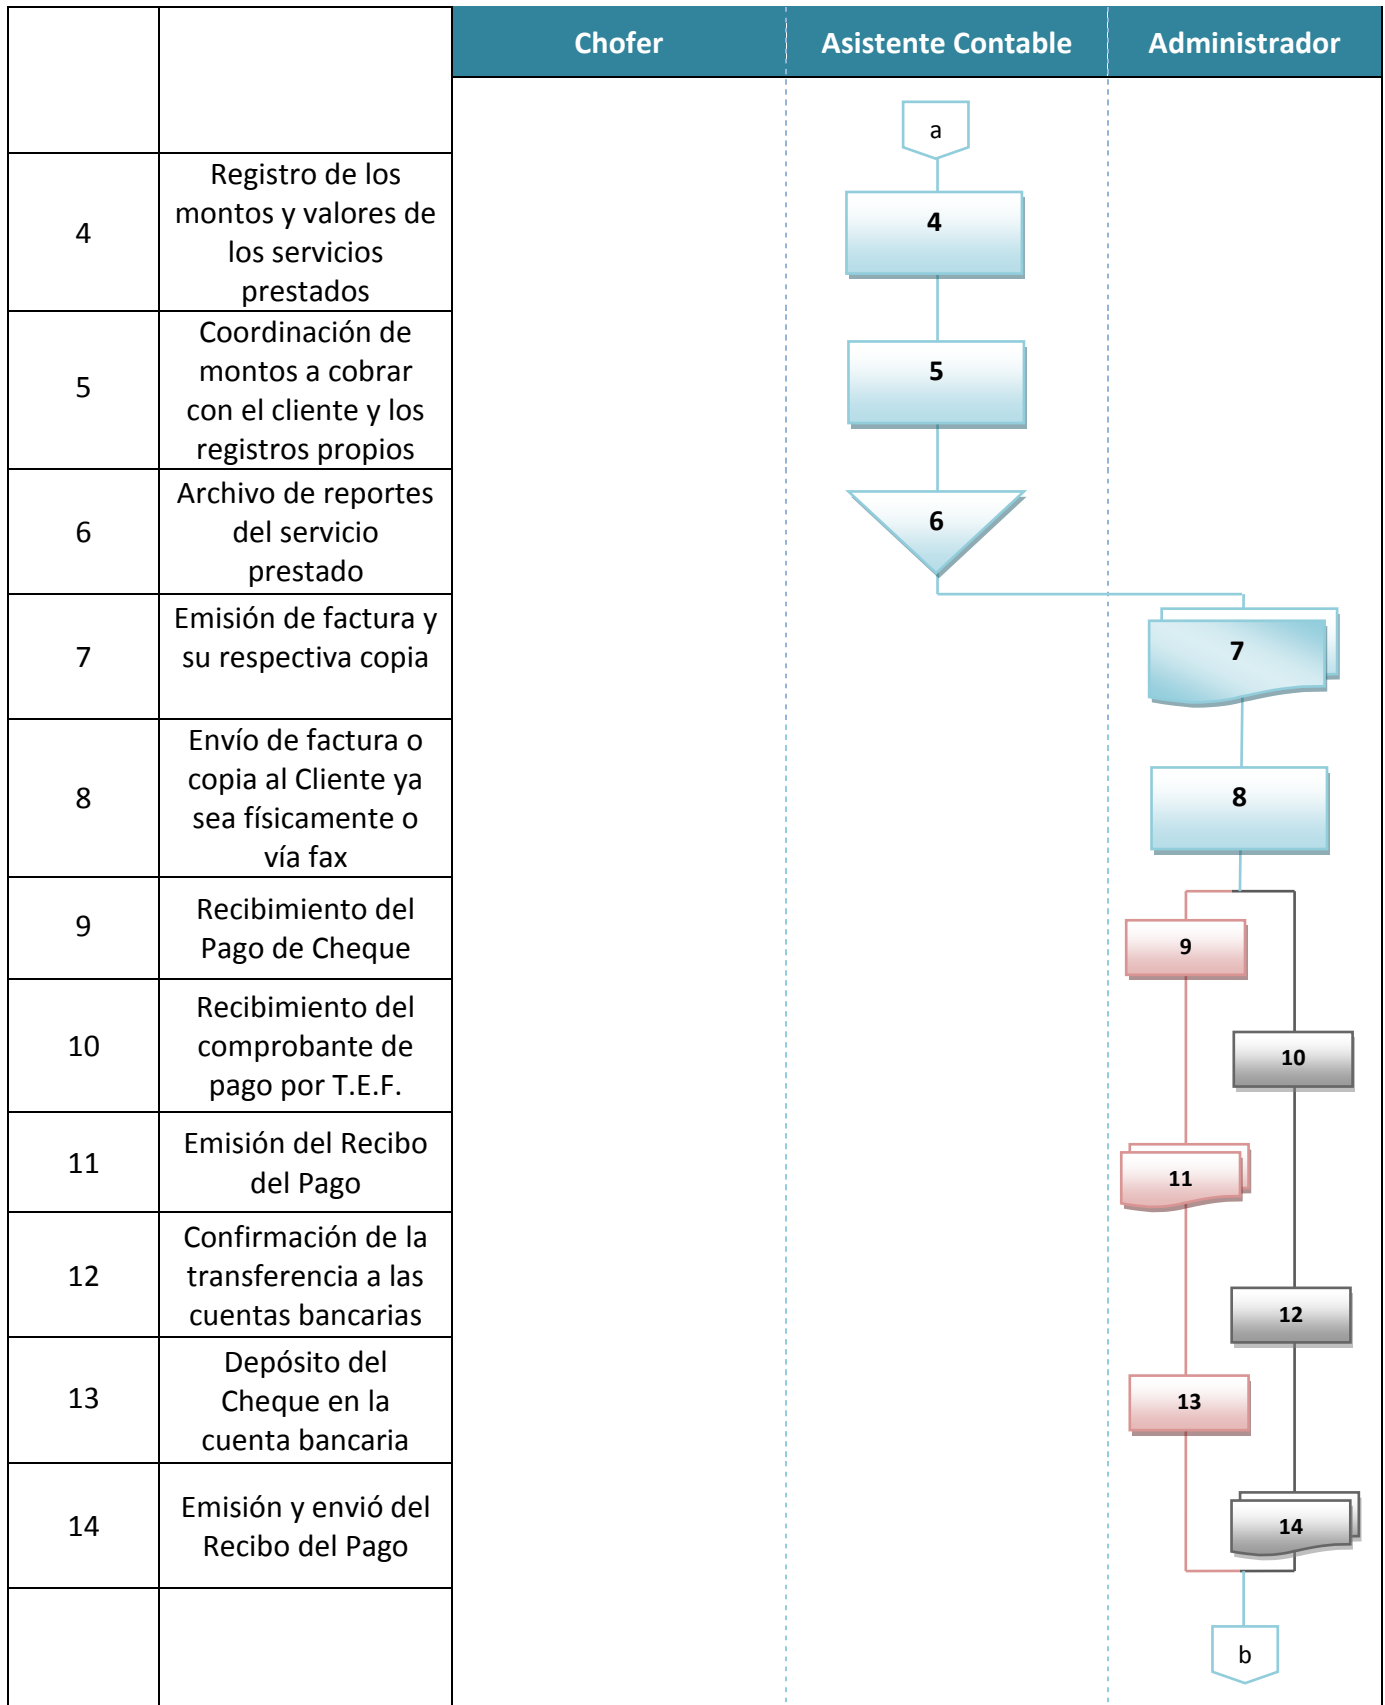 Chofer
Asistente Contable
Administrador
a
4
Registro de los
montos y valores de
los servicios
prestados
4
5
Coordinación de
montos a cobrar
con el cliente y los
registros propios
5
6
Archivo de reportes
del servicio
prestado
6
7
Emisión de factura y
su respectiva copia
7
8
Envío de factura o
copia al Cliente ya
sea físicamente o
vía fax
8
9
Recibimiento del
Pago de Cheque
9
10
Recibimiento del
comprobante de
pago por T.E.F.
10
11
Emisión del Recibo
del Pago
11
12
Confirmación de la
transferencia a las
cuentas bancarias
12
13
Depósito del
Cheque en la
cuenta bancaria
13
14
Emisión y envió del
Recibo del Pago
14
b